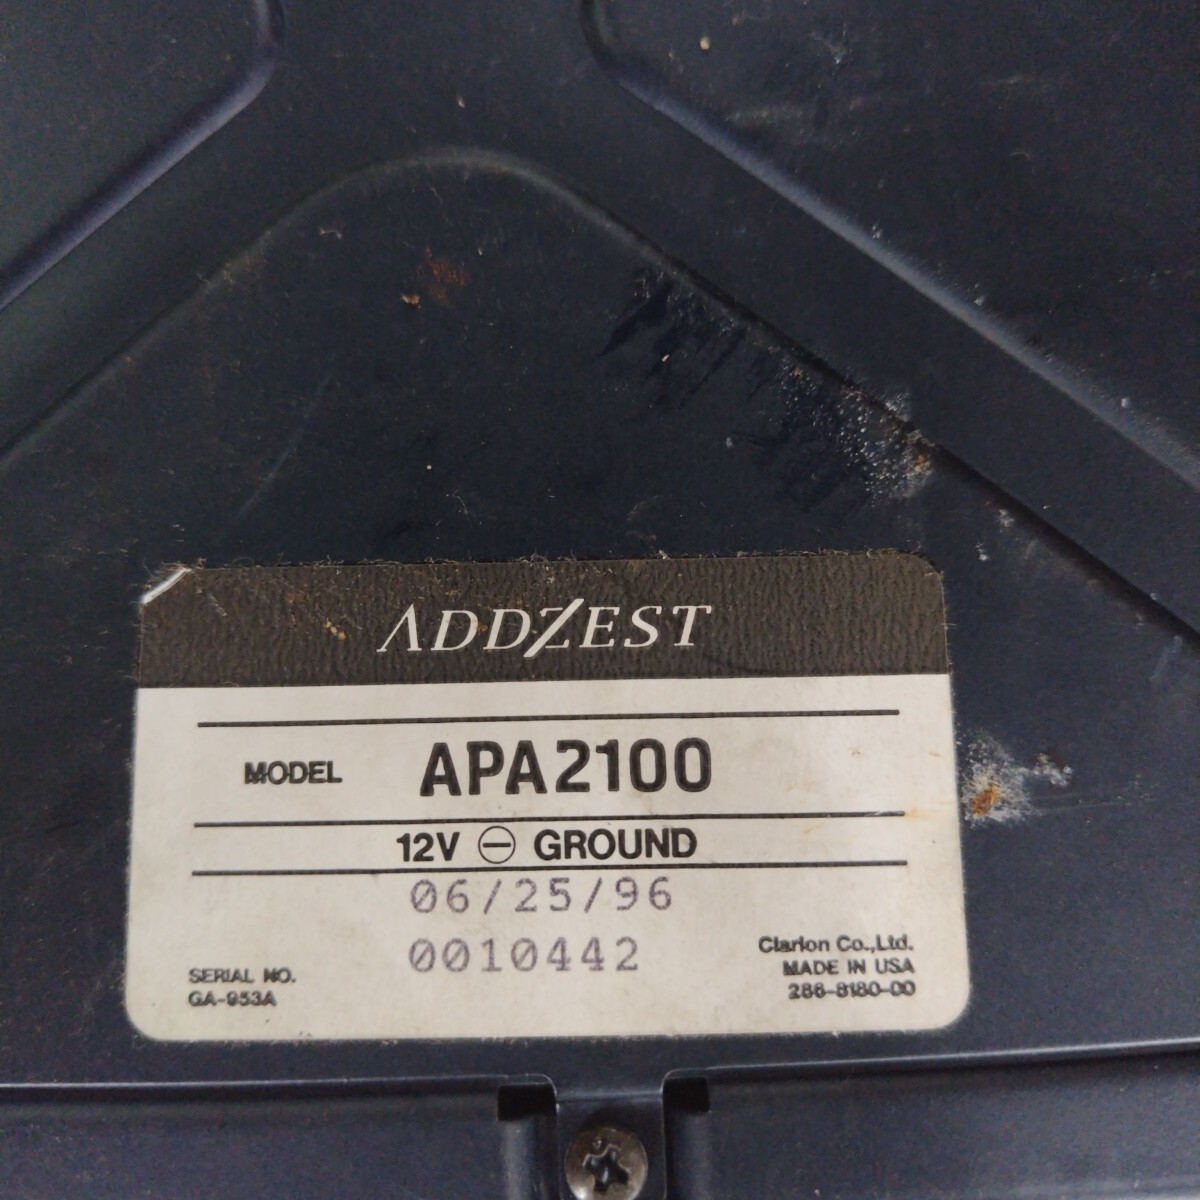 ADDZEST
MODEL APA2100
12V ⊖ GROUND
06/25/96
0010442
SERIAL NO.
GA-953A
Clarion Co.,Ltd.
MADE IN USA
286-8180-00